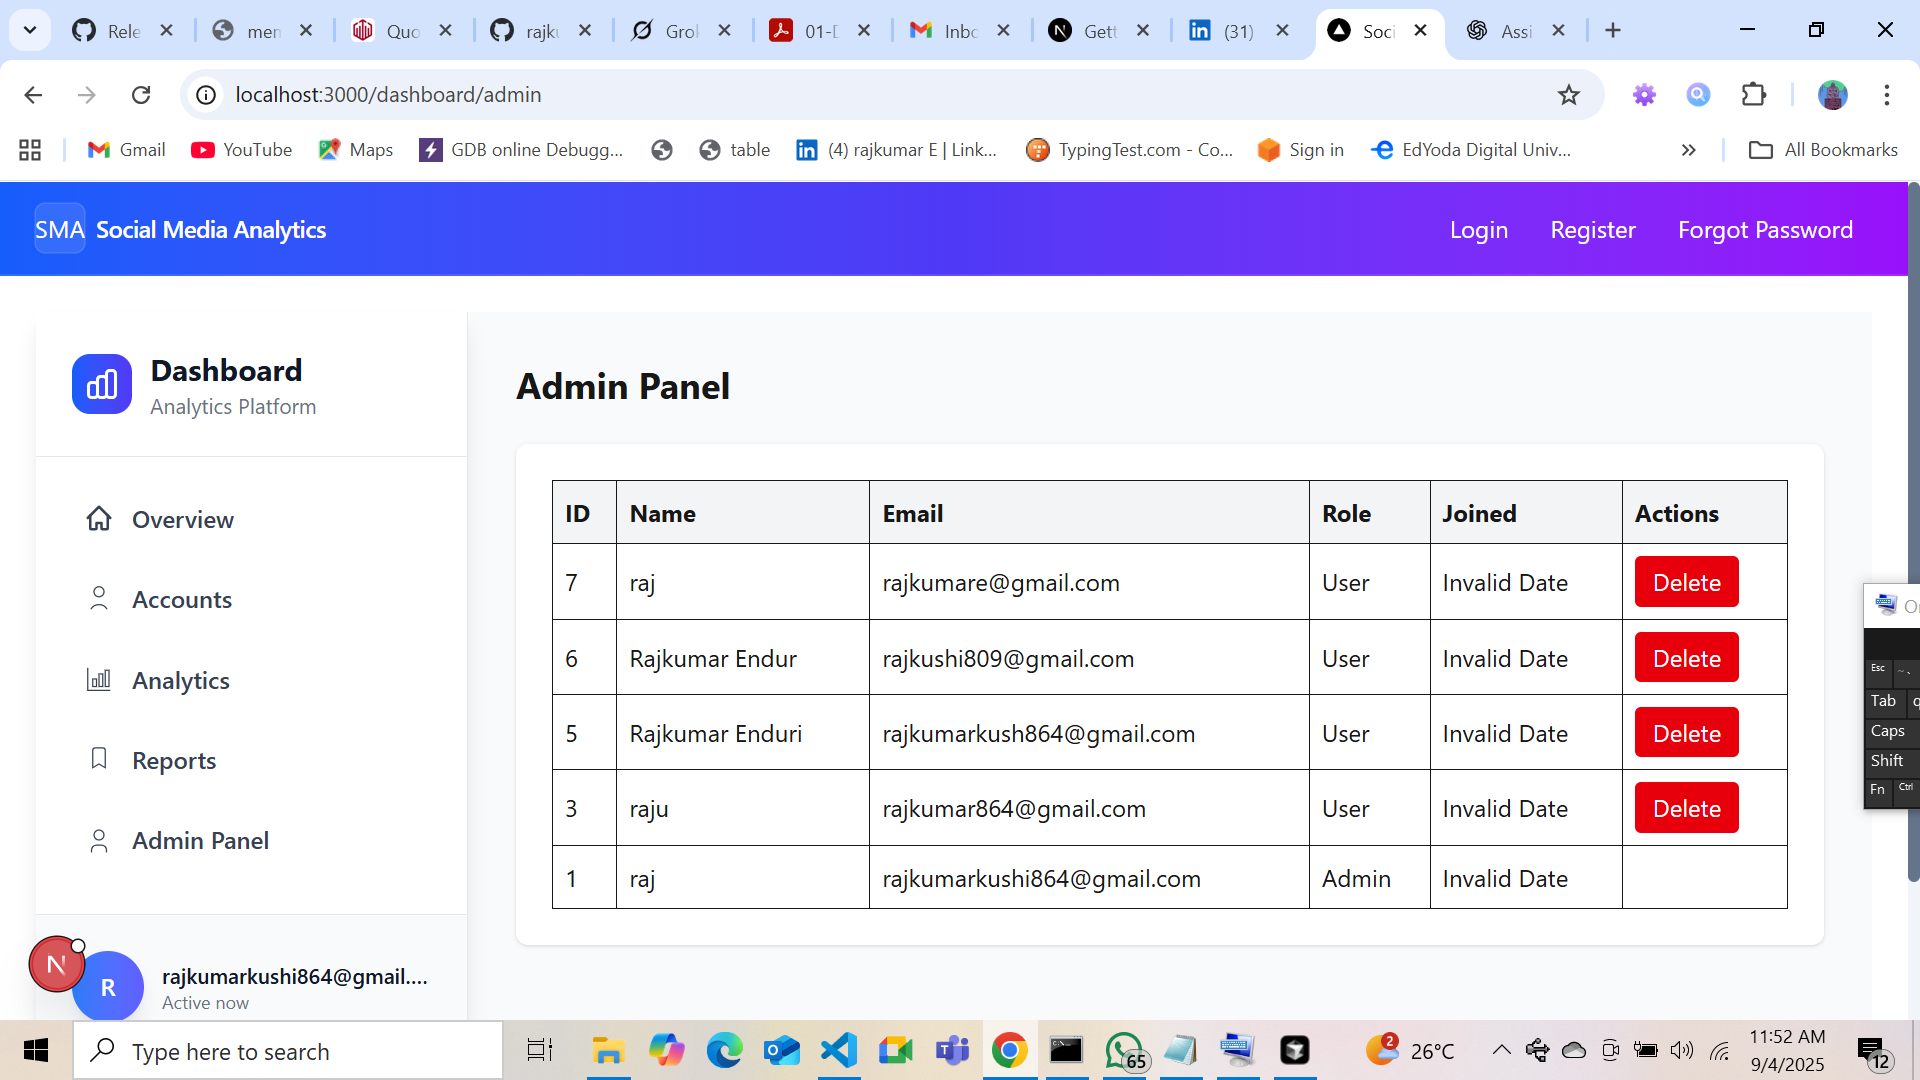 Rele
mem
Quo
rajku
Grok
01-D
Inbo
Gett
(31)
Soci
Assi
localhost:3000/dashboard/admin
Gmail
YouTube
Maps
GDB online Debugg...
table
(4) rajkumar E | Link...
TypingTest.com - Co...
Sign in
EdYoda Digital Univ...
All Bookmarks
SMA Social Media Analytics
Login Register Forgot Password
Dashboard
Analytics Platform
Overview
Accounts
Analytics
Reports
Admin Panel
N
R
rajkumarkushi864@gmail....
Active now
Admin Panel
ID Name Email Role Joined Actions
7 raj rajkumare@gmail.com User Invalid Date Delete
6 Rajkumar Endur rajkushi809@gmail.com User Invalid Date Delete
5 Rajkumar Enduri rajkumarkush864@gmail.com User Invalid Date Delete
3 raju rajkumar864@gmail.com User Invalid Date Delete
1 raj rajkumarkushi864@gmail.com Admin Invalid Date
Esc
Tab q
Caps
Shift
Fn Ctrl
Type here to search
65
2
26°C
11:52 AM
9/4/2025
12